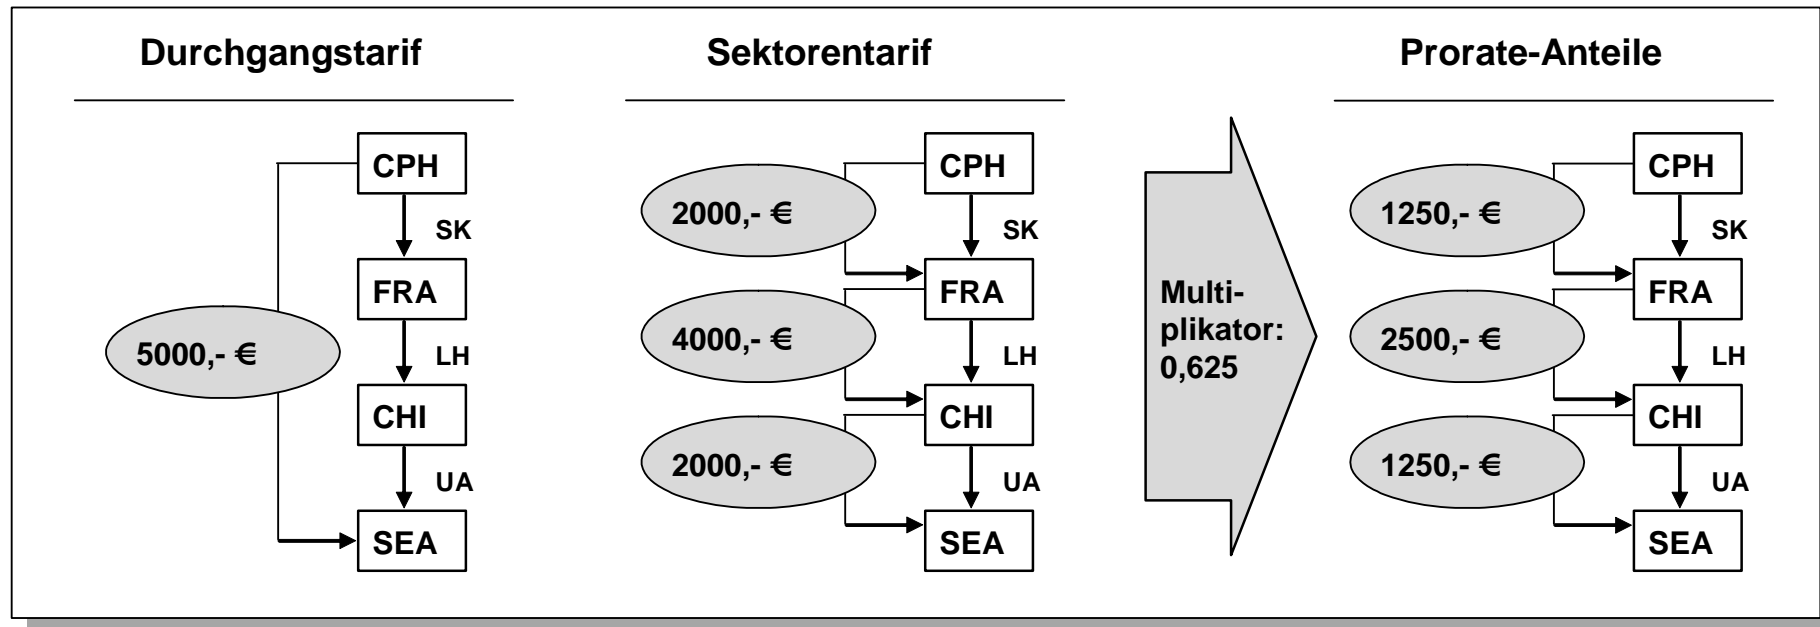 Durchgangstarif
CPH
SK
FRA
5000,- €
LH
CHI
UA
SEA
Sektorentarif
CPH
2000,- €
SK
FRA
4000,- €
LH
CHI
2000,- €
UA
SEA
Multi-
plikator:
0,625
Prorate-Anteile
CPH
1250,- €
SK
FRA
2500,- €
LH
CHI
1250,- €
UA
SEA